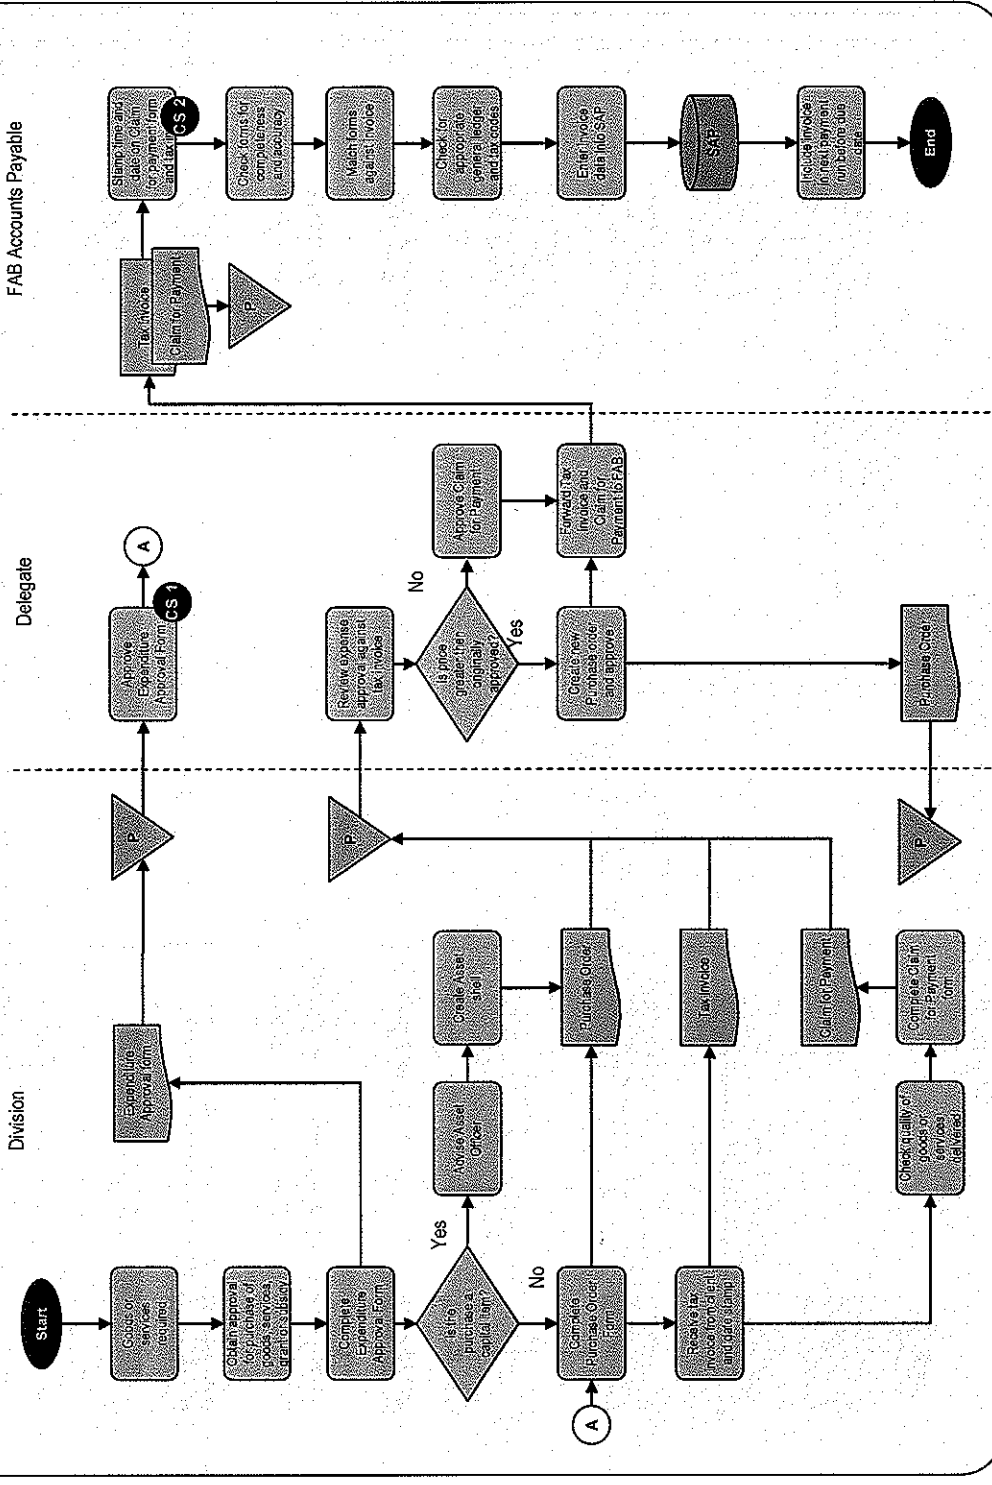 Division
Delegate
FAB Accounts Payable
Start
Goods or
services
required
Obtain approval
for purchase of
goods, services,
grant or subsidy
Complete
Expenditure
Approval Form
Is the
purchase a
capital item?
Yes
No
Advise Asset
Officer
Create Asset
shell
A
Complete
Purchase Order
Form
Receive tax
invoice from client
and date stamp
Check quality of
goods or
services
delivered
Complete Claim
for Payment
form
Expenditure
Approval form
Purchase Order
Tax invoice
Claim for Payment
P
P
P
Approve
Expenditure
Approval Form
CS 1
A
Review expense
approval against
tax invoice
Is price
greater then
originally
approved?
No
Yes
Approve Claim
for Payment
Create new
Purchase order
and approve
Forward Tax
Invoice and
Claim for
Payment to FAB
Purchase Order
Tax Invoice
Claim for Payment
P
Stamp time and
date on Claim
for payment form
and tax
CS 2
Check forms for
completeness
and accuracy
Mach forms
against invoice
Check for
appropriate
general ledger
and tax codes
Enter invoice
data into SAP
SAP
Include invoice
in next payment
run before due
date
End